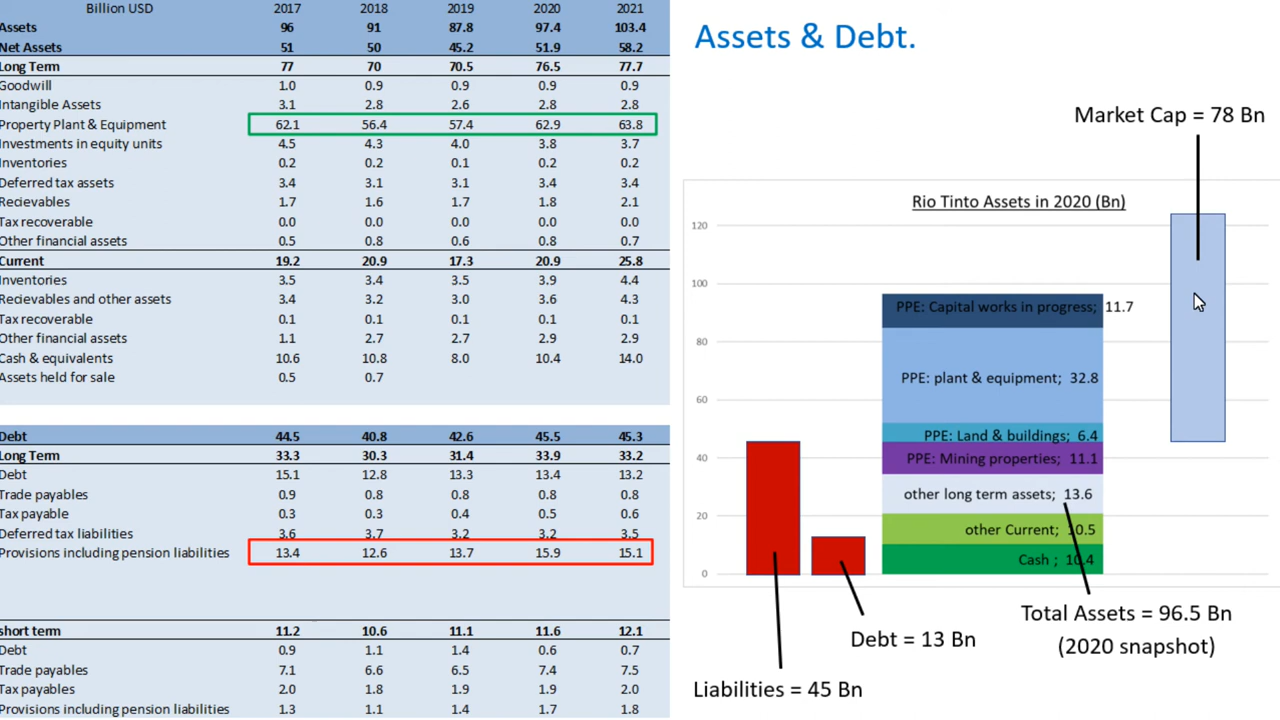 Billion USD 2017 2018 2019 2020 2021
Assets 96 91 87.8 97.4 103.4
Net Assets 51 50 45.2 51.9 58.2
Long Term 77 70 70.5 76.5 77.7
Goodwill 1.0 0.9 0.9 0.9 0.9
Intangible Assets 3.1 2.8 2.6 2.8 2.8
Property Plant & Equipment 62.1 56.4 57.4 62.9 63.8
Investments in equity units 4.5 4.3 4.0 3.8 3.7
Inventories 0.2 0.2 0.1 0.2 0.2
Deferred tax assets 3.4 3.1 3.1 3.4 3.4
Recievables 1.7 1.6 1.7 1.8 2.1
Tax recoverable 0.0 0.0 0.0 0.0 0.0
Other financial assets 0.5 0.8 0.6 0.8 0.7
Current 19.2 20.9 17.3 20.9 25.8
Inventories 3.5 3.4 3.5 3.9 4.4
Recievables and other assets 3.4 3.2 3.0 3.6 4.3
Tax recoverable 0.1 0.1 0.1 0.1 0.1
Other financial assets 1.1 2.7 2.7 2.9 2.9
Cash & equivalents 10.6 10.8 8.0 10.4 14.0
Assets held for sale 0.5 0.7
Debt 44.5 40.8 42.6 45.5 45.3
Long Term 33.3 30.3 31.4 33.9 33.2
Debt 15.1 12.8 13.3 13.4 13.2
Trade payables 0.9 0.8 0.8 0.8 0.8
Tax payable 0.3 0.3 0.4 0.5 0.6
Deferred tax liabilities 3.6 3.7 3.2 3.2 3.5
Provisions including pension liabilities 13.4 12.6 13.7 15.9 15.1
short term 11.2 10.6 11.1 11.6 12.1
Debt 0.9 1.1 1.4 0.6 0.7
Trade payables 7.1 6.6 6.5 7.4 7.5
Tax payables 2.0 1.8 1.9 1.9 2.0
Provisions including pension liabilities 1.3 1.1 1.4 1.7 1.8
Assets & Debt.
Market Cap = 78 Bn
Rio Tinto Assets in 2020 (Bn)
120
100
80
60
40
20
0
PPE: Capital works in progress; 11.7
PPE: plant & equipment; 32.8
PPE: Land & buildings; 6.4
PPE: Mining properties; 11.1
other long term assets; 13.6
other Current; 10.5
Cash ; 10.4
Total Assets = 96.5 Bn
(2020 snapshot)
Debt = 13 Bn
Liabilities = 45 Bn